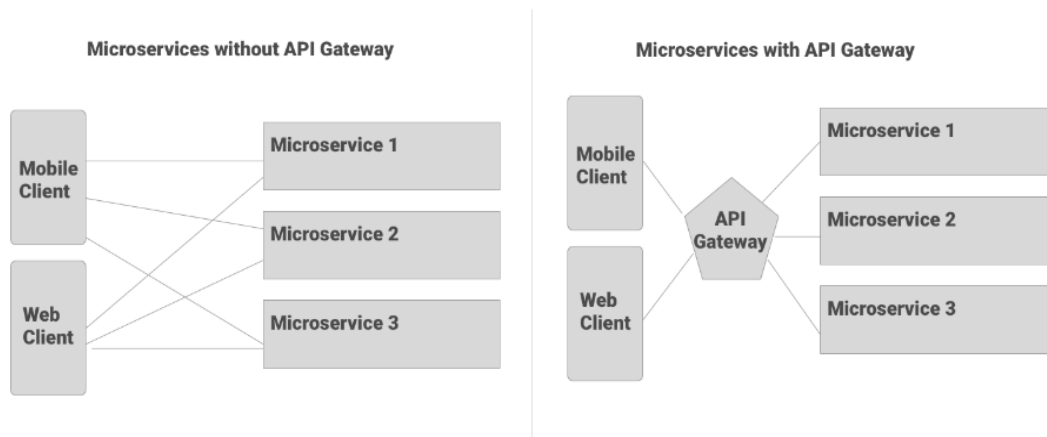 Microservices without API Gateway
Mobile
Client
Web
Client
Microservice 1
Microservice 2
Microservice 3
Microservices with API Gateway
Mobile
Client
Web
Client
API
Gateway
Microservice 1
Microservice 2
Microservice 3